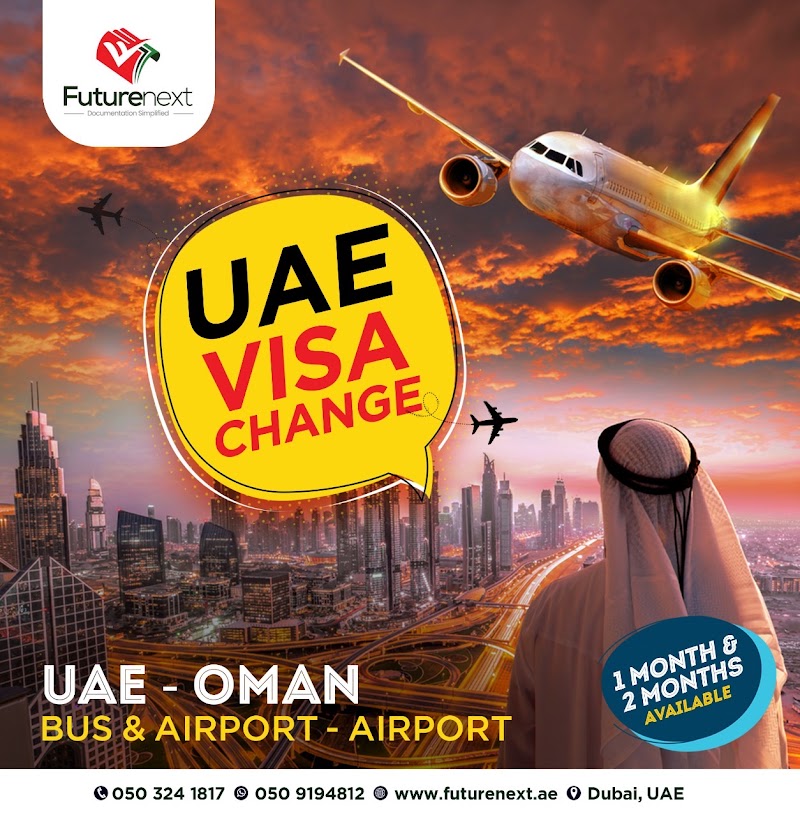 Futurenext
Documentation Simplified
UAE
VISA
CHANGE
UAE - OMAN
BUS & AIRPORT - AIRPORT
1 MONTH &
2 MONTHS
AVAILABLE
050 324 1817 050 9194812 www.futurenext.ae Dubai, UAE